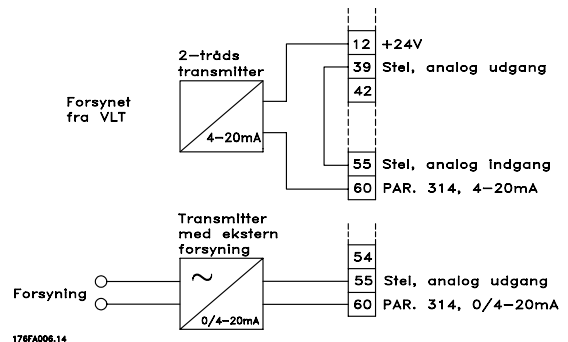 2-tråds
transmitter
Forsynet
fra VLT
4-20mA
12 +24V
39 Stel, analog udgang
42
55 Stel, analog indgang
60 PAR. 314, 4-20mA
Transmitter
med ekstern
forsyning
Forsyning
~
0/4-20mA
54
55 Stel, analog udgang
60 PAR. 314, 0/4-20mA
176FA006.14